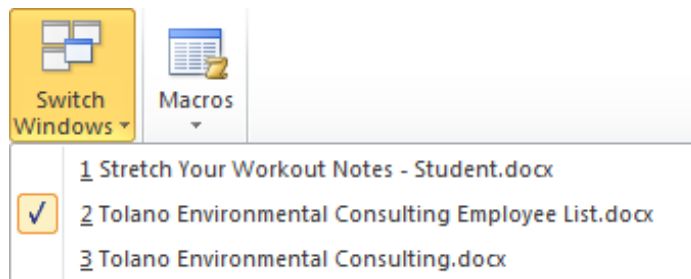 Switch Macros
Windows
1 Stretch Your Workout Notes - Student.docx
2 Tolano Environmental Consulting Employee List.docx
3 Tolano Environmental Consulting.docx